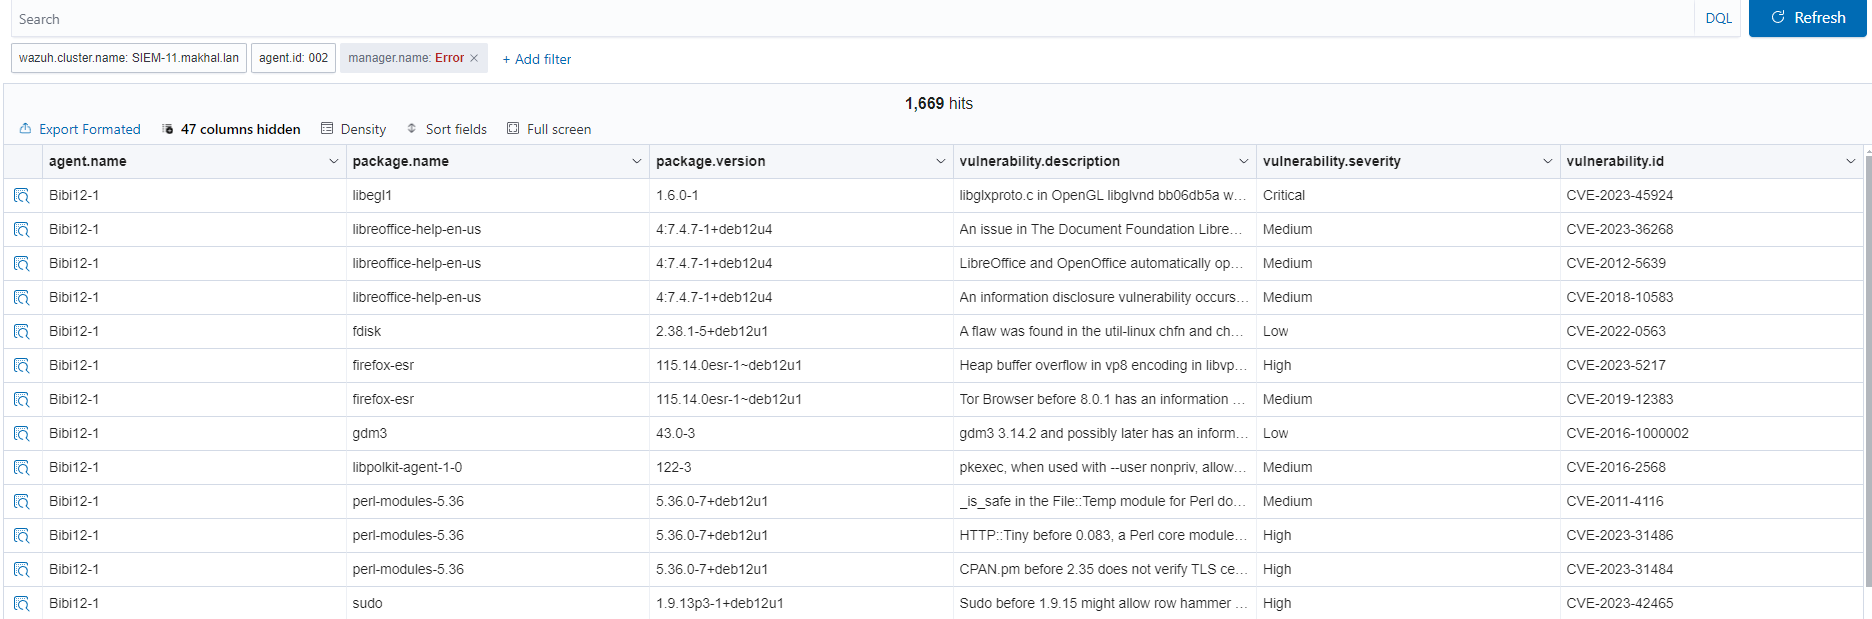 Search DQL Refresh
wazuh.cluster.name: SIEM-11.makhal.lan agent.id: 002 manager.name: Error × + Add filter
1,669 hits
Export Formated 47 columns hidden Density Sort fields Full screen
agent.name package.name package.version vulnerability.description vulnerability.severity vulnerability.id
Bibi12-1 libegl1 1.6.0-1 libglxproto.c in OpenGL libglvnd bb06db5a w... Critical CVE-2023-45924
Bibi12-1 libreoffice-help-en-us 4:7.4.7-1+deb12u4 An issue in The Document Foundation Libre... Medium CVE-2023-36268
Bibi12-1 libreoffice-help-en-us 4:7.4.7-1+deb12u4 LibreOffice and OpenOffice automatically op... Medium CVE-2012-5639
Bibi12-1 libreoffice-help-en-us 4:7.4.7-1+deb12u4 An information disclosure vulnerability occurs... Medium CVE-2018-10583
Bibi12-1 fdisk 2.38.1-5+deb12u1 A flaw was found in the util-linux chfn and ch... Low CVE-2022-0563
Bibi12-1 firefox-esr 115.14.0esr-1~deb12u1 Heap buffer overflow in vp8 encoding in libvp... High CVE-2023-5217
Bibi12-1 firefox-esr 115.14.0esr-1~deb12u1 Tor Browser before 8.0.1 has an information ... Medium CVE-2019-12383
Bibi12-1 gdm3 43.0-3 gdm3 3.14.2 and possibly later has an inform... Low CVE-2016-1000002
Bibi12-1 libpolkit-agent-1-0 122-3 pkexec, when used with --user nonpriv, allow... Medium CVE-2016-2568
Bibi12-1 perl-modules-5.36 5.36.0-7+deb12u1 _is_safe in the File::Temp module for Perl do... Medium CVE-2011-4116
Bibi12-1 perl-modules-5.36 5.36.0-7+deb12u1 HTTP::Tiny before 0.083, a Perl core module... High CVE-2023-31486
Bibi12-1 perl-modules-5.36 5.36.0-7+deb12u1 CPAN.pm before 2.35 does not verify TLS ce... High CVE-2023-31484
Bibi12-1 sudo 1.9.13p3-1+deb12u1 Sudo before 1.9.15 might allow row hammer ... High CVE-2023-42465